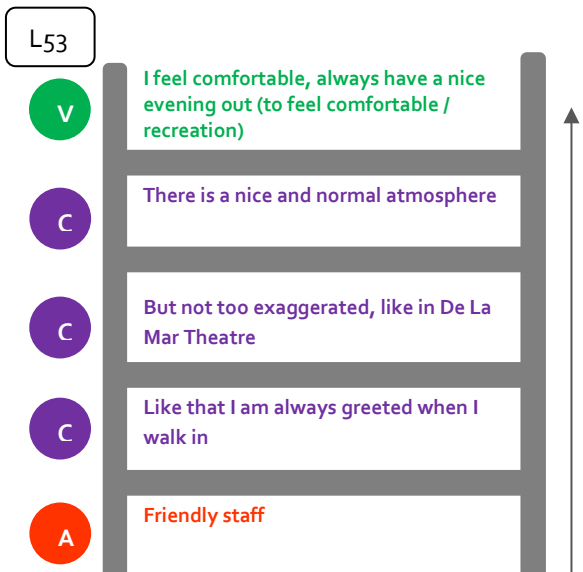 L53
V
I feel comfortable, always have a nice
evening out (to feel comfortable /
recreation)
C
There is a nice and normal atmosphere
C
But not too exaggerated, like in De La
Mar Theatre
C
Like that I am always greeted when I
walk in
A
Friendly staff